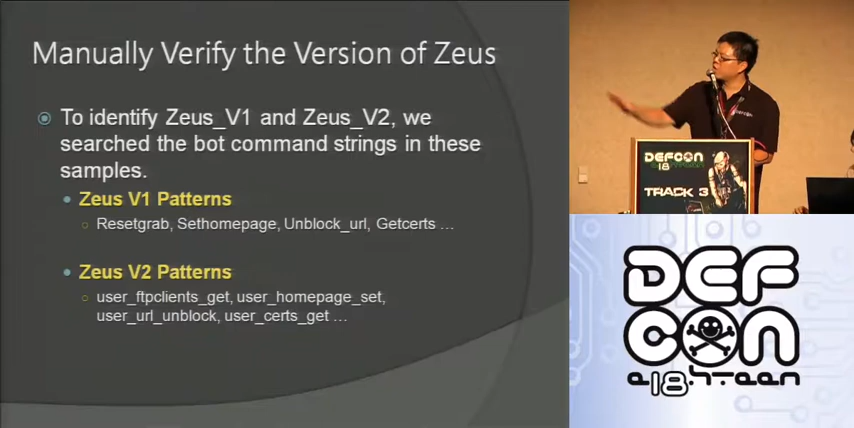 Manually Verify the Version of Zeus
To identify Zeus_V1 and Zeus_V2, we
searched the bot command strings in these
samples.
Zeus V1 Patterns
Resetgrab, Sethomepage, Unblock_url, Getcerts ...
Zeus V2 Patterns
user_ftpclients_get, user_homepage_set,
user_url_unblock, user_certs_get ...
DEFCON
18
TRACK 3
DEF
CON
e.18.h.teen